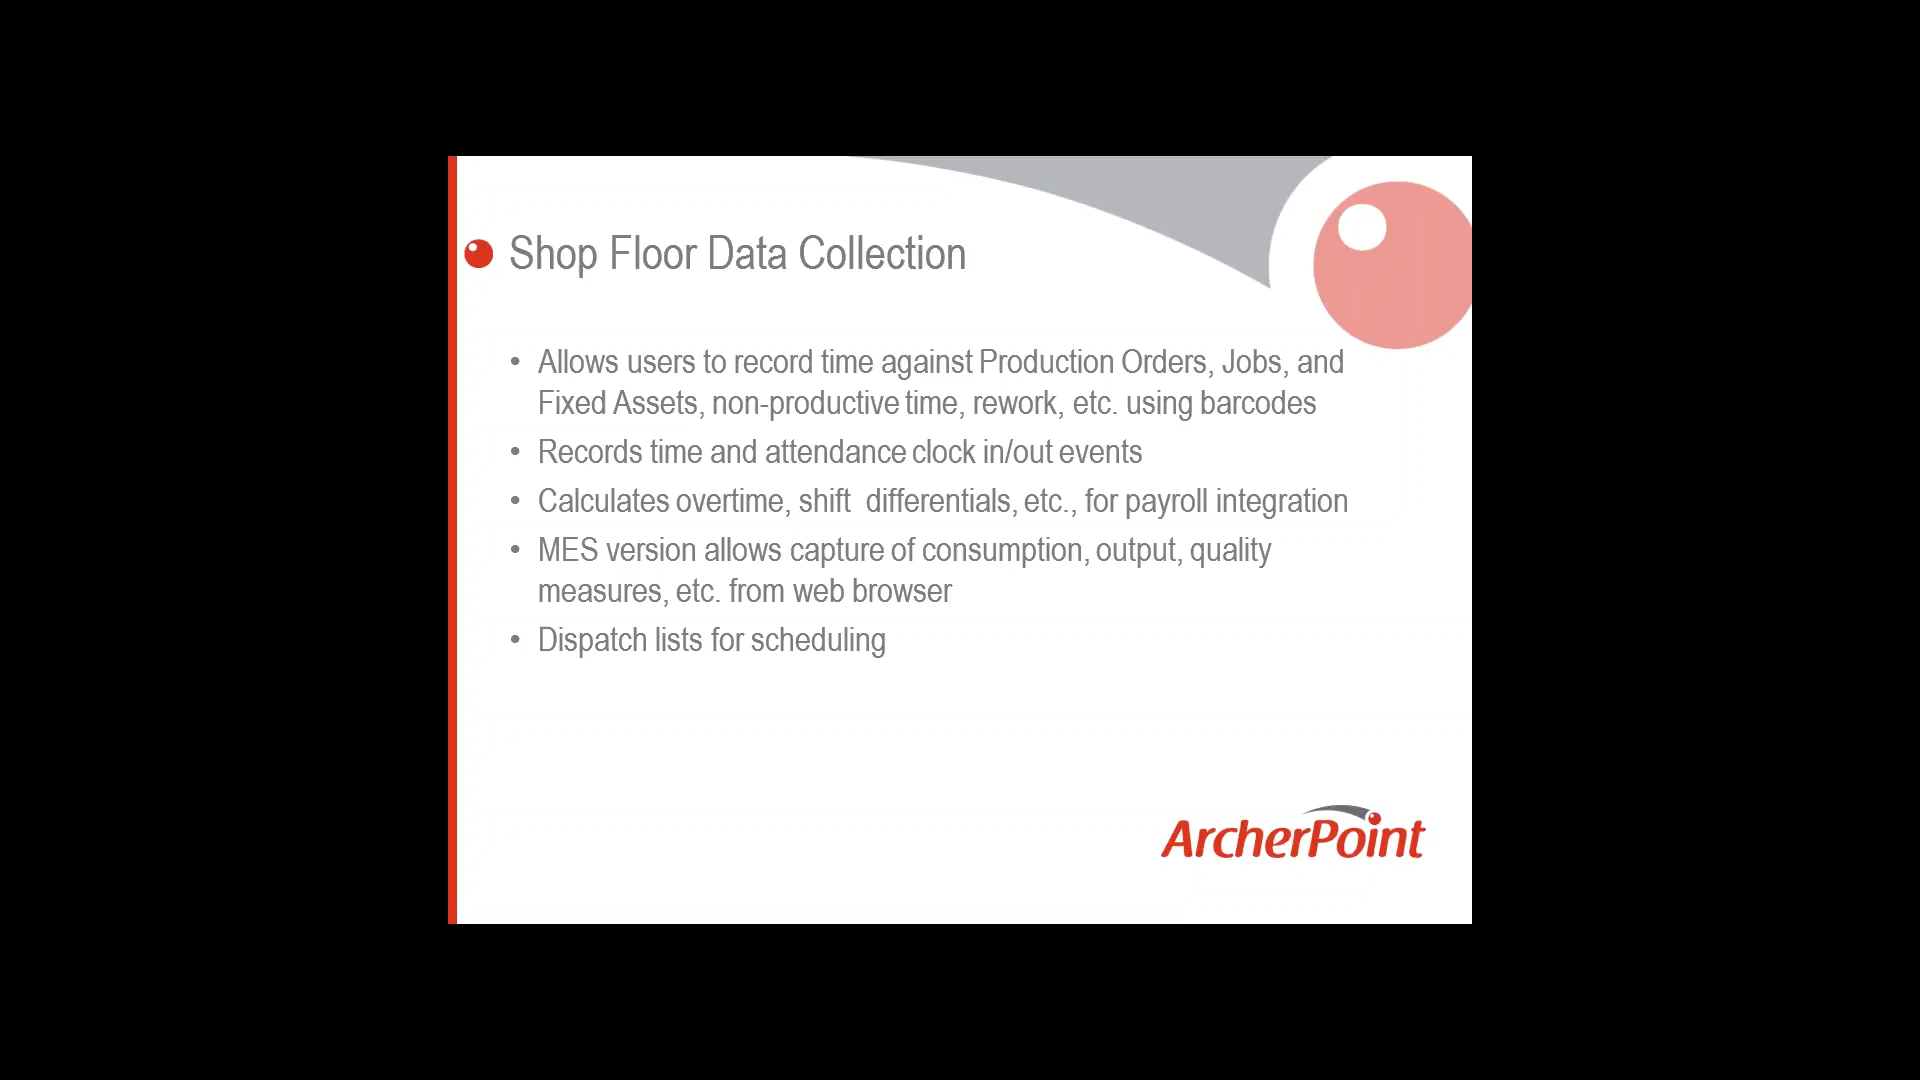 Shop Floor Data Collection
• Allows users to record time against Production Orders, Jobs, and
Fixed Assets, non-productive time, rework, etc. using barcodes
• Records time and attendance clock in/out events
• Calculates overtime, shift  differentials, etc., for payroll integration
• MES version allows capture of consumption, output, quality
measures, etc. from web browser
• Dispatch lists for scheduling
ArcherPoint